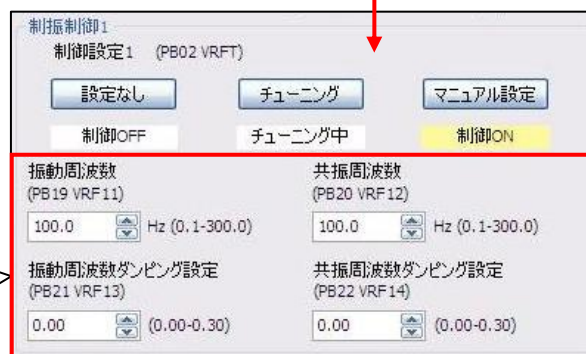 制振制御1
制御設定1 (PB02 VRFT)
設定なし チューニング マニュアル設定
制御OFF チューニング中 制御ON
振動周波数 共振周波数
(PB19 VRF11) (PB20 VRF12)
100.0 Hz (0.1-300.0) 100.0 Hz (0.1-300.0)
振動周波数ダンピング設定 共振周波数ダンピング設定
(PB21 VRF13) (PB22 VRF14)
0.00 (0.00-0.30) 0.00 (0.00-0.30)